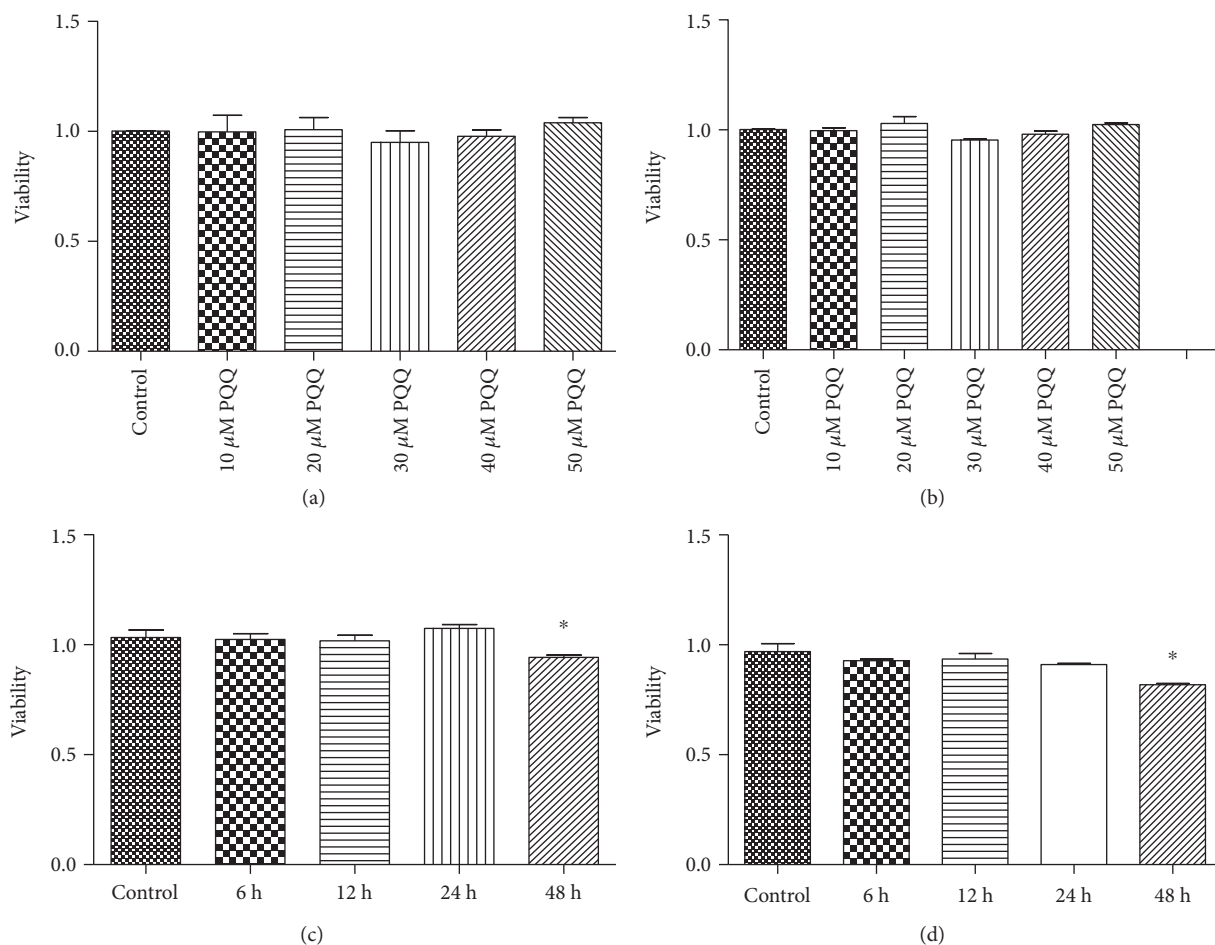 1.5
1.0
0.5
0.0
Viability
Control
10 μM PQQ
20 μM PQQ
30 μM PQQ
40 μM PQQ
50 μM PQQ
(a)
1.5
1.0
0.5
0.0
Viability
Control
10 μM PQQ
20 μM PQQ
30 μM PQQ
40 μM PQQ
50 μM PQQ
(b)
1.5
1.0
0.5
0.0
Viability
*
Control 6 h 12 h 24 h 48 h
(c)
1.5
1.0
0.5
0.0
Viability
*
Control 6 h 12 h 24 h 48 h
(d)